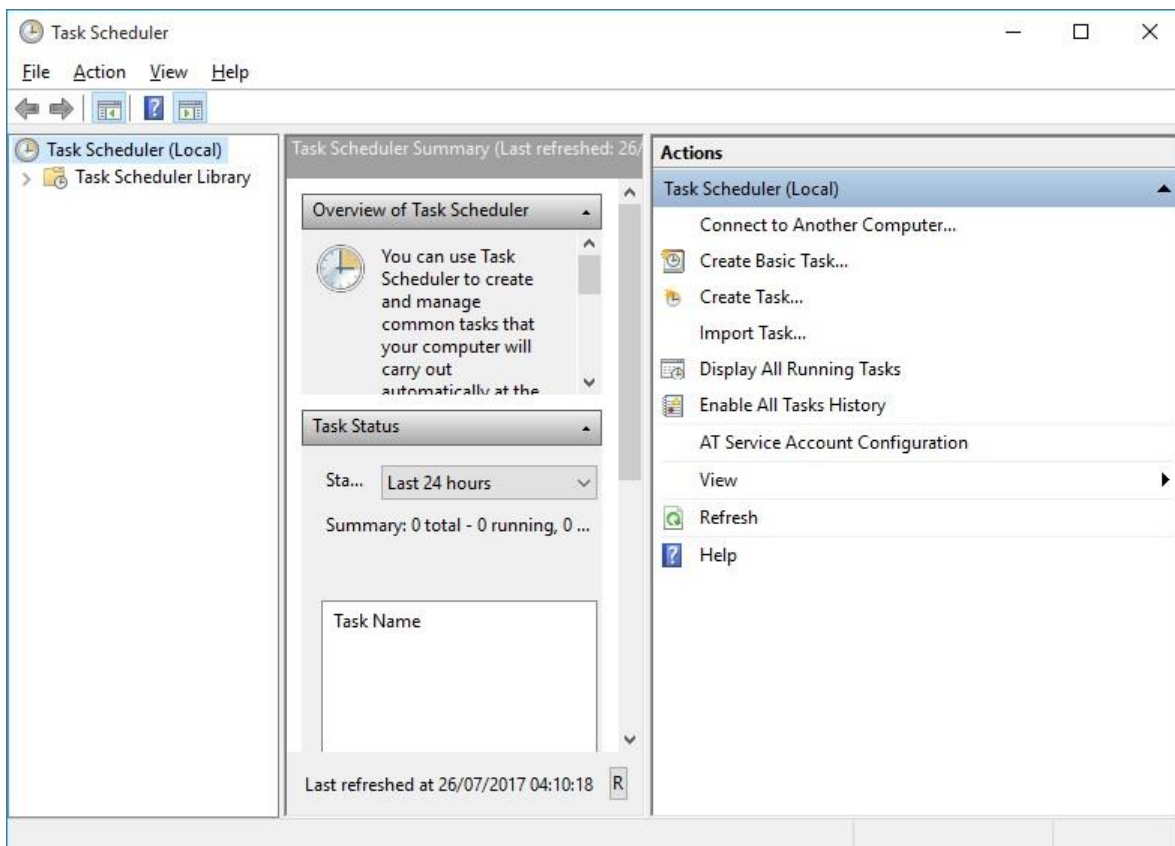 Task Scheduler
File Action View Help
Task Scheduler (Local)
Task Scheduler Library
Task Scheduler Summary (Last refreshed: 26/
Overview of Task Scheduler
You can use Task
Scheduler to create
and manage
common tasks that
your computer will
carry out
automatically at the
Task Status
Sta... Last 24 hours
Summary: 0 total - 0 running, 0 ...
Task Name
Last refreshed at 26/07/2017 04:10:18 R
Actions
Task Scheduler (Local)
Connect to Another Computer...
Create Basic Task...
Create Task...
Import Task...
Display All Running Tasks
Enable All Tasks History
AT Service Account Configuration
View
Refresh
Help